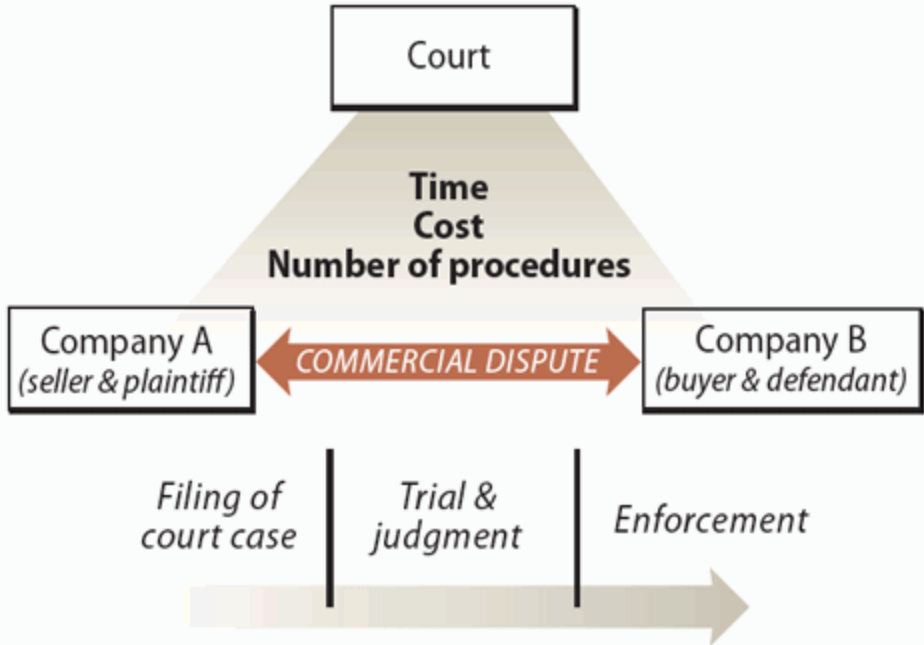 Court
Time
Cost
Number of procedures
Company A
(seller & plaintiff)
COMMERCIAL DISPUTE
Company B
(buyer & defendant)
Filing of
court case
Trial &
judgment
Enforcement